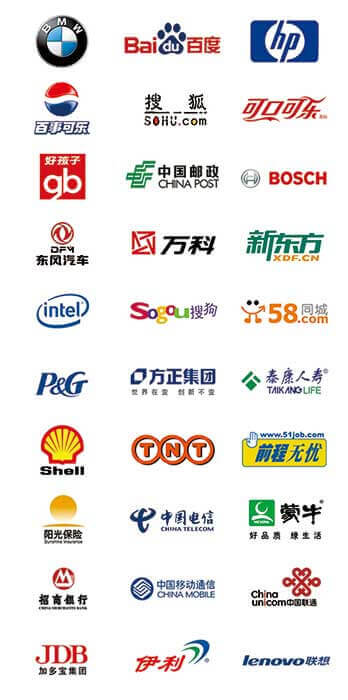 BMW
Bai du 百度
hp
百事可乐
搜狐
SOHU.com
可口可乐
好孩子
gb
中国邮政
CHINA POST
BOSCH
DFM
东风汽车
万科
新东方
XDF.CN
intel
Sogou搜狗
58同城
.com
P&G
方正集团
世界在变 创新不变
泰康人寿
TAIKANG LIFE
Shell
TNT
www.51job.com
前程无忧
阳光保险
Sunshine Insurance
中国电信
CHINA TELECOM
蒙牛
好品质 绿生活
招商银行
CHINA MERCHANTS BANK
中国移动通信
CHINA MOBILE
China
unicom中国联通
JDB
加多宝集团
伊利
lenovo联想